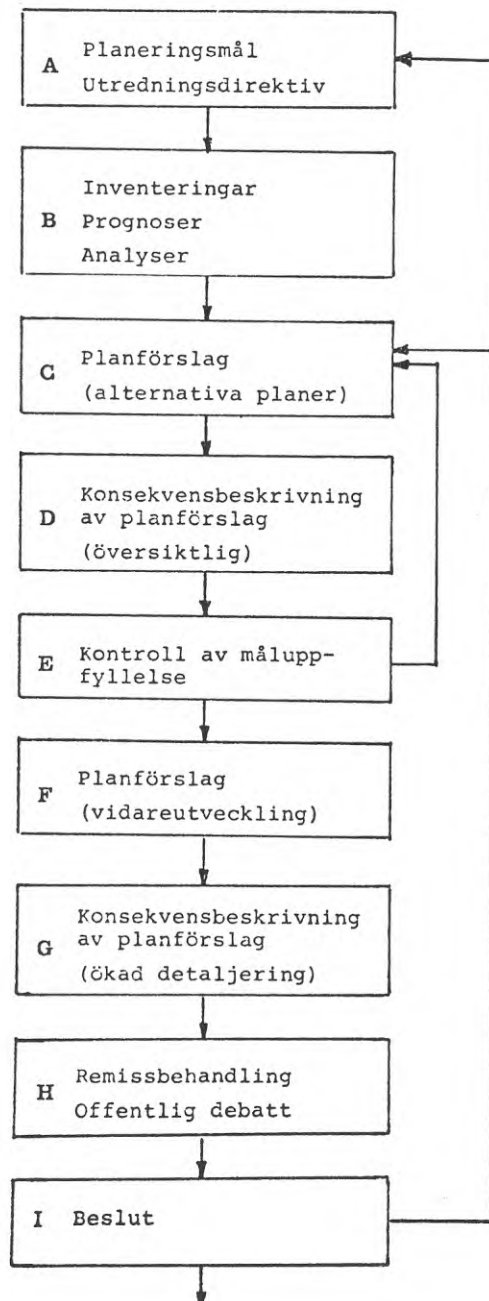 A Planeringsmål
Utredningsdirektiv
Inventeringar
B Prognoser
Analyser
C Planförslag
(alternativa planer)
Konsekvensbeskrivning
D av planförslag
(översiktlig)
E Kontroll av målupp-
fyllelse
F Planförslag
(vidareutveckling)
Konsekvensbeskrivning
G av planförslag
(ökad detaljering)
H Remissbehandling
Offentlig debatt
I Beslut